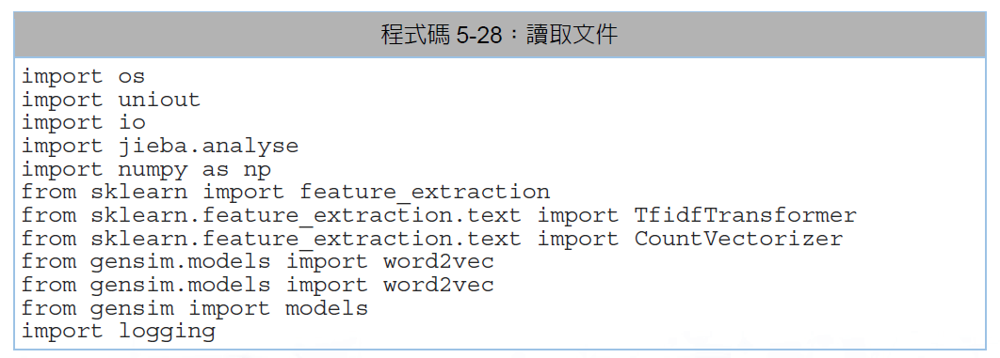 程式碼 5-28：讀取文件
import os
import uniout
import io
import jieba.analyse
import numpy as np
from sklearn import feature_extraction
from sklearn.feature_extraction.text import TfidfTransformer
from sklearn.feature_extraction.text import CountVectorizer
from gensim.models import word2vec
from gensim.models import word2vec
from gensim import models
import logging